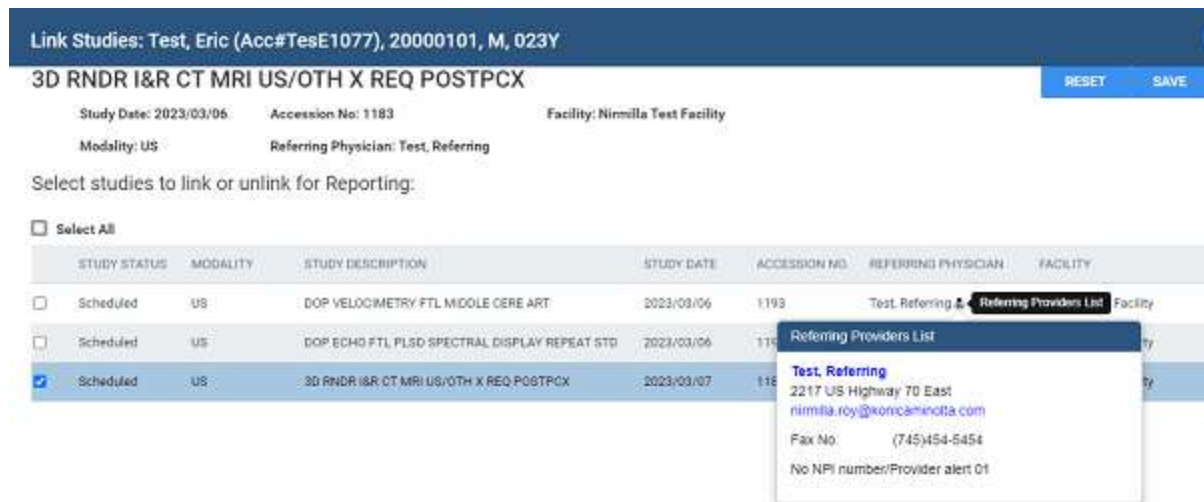 Link Studies: Test, Eric (Acc#TesE1077), 20000101, M, 023Y
3D RNDR I&R CT MRI US/OTH X REQ POSTPCX
RESET SAVE
Study Date: 2023/03/06 Accession No: 1183 Facility: Nirmilla Test Facility
Modality: US Referring Physician: Test, Referring
Select studies to link or unlink for Reporting:
Select All
STUDY STATUS MODALITY STUDY DESCRIPTION STUDY DATE ACCESSION NO. REFERRING PHYSICIAN FACILITY
Scheduled US DOP VELOCIMETRY FTL MIDDLE CERE ART 2023/03/06 1193 Test, Referring Referring Providers List Facility
Scheduled US DOP ECHO FTL PLSD SPECTRAL DISPLAY REPEAT STD 2023/03/06
Scheduled US 3D RNDR I&R CT MRI US/OTH X REQ POSTPCX 2023/03/07
Referring Providers List
Test, Referring
2217 US Highway 70 East
nirmilla.roy@konicaminolta.com
Fax No. (745)454-5454
No NPI number/Provider alert 01